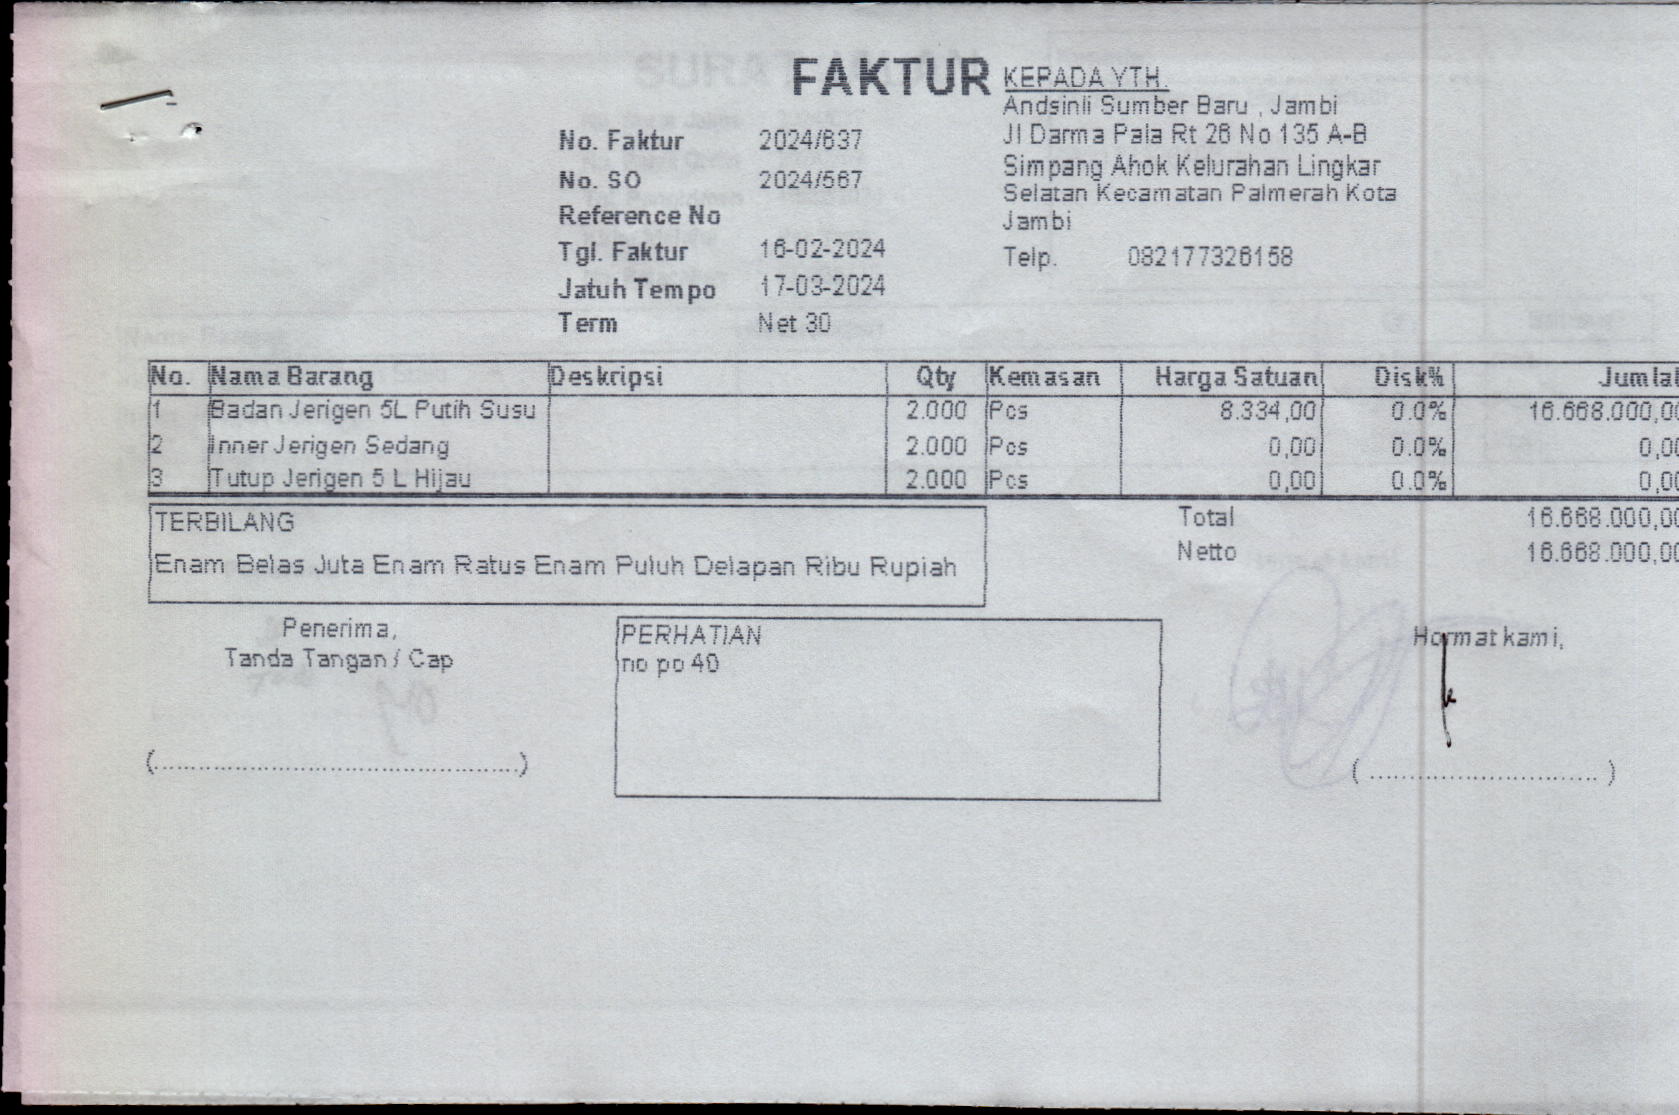 FAKTUR
No. Faktur 2024/637
No. SO 2024/567
Reference No
Tgl. Faktur 16-02-2024
Jatuh Tempo 17-03-2024
Term Net 30
KEPADA YTH.
Andsinli Sumber Baru , Jambi
Jl Darma Pala Rt 26 No 135 A-B
Simpang Ahok Kelurahan Lingkar
Selatan Kecamatan Palmerah Kota
Jambi
Telp. 082177326158
No. Nama Barang Deskripsi Qty Kemasan Harga Satuan Disk% Jumlah
1 Badan Jerigen 5L Putih Susu 2.000 Pcs 8.334,00 0.0% 16.668.000,00
2 Inner Jerigen Sedang 2.000 Pcs 0,00 0.0% 0,00
3 Tutup Jerigen 5 L Hijau 2.000 Pcs 0,00 0.0% 0,00
Total 16.668.000,00
Netto 16.668.000,00
TERBILANG
Enam Belas Juta Enam Ratus Enam Puluh Delapan Ribu Rupiah
Penerima,
Tanda Tangan / Cap
(................................................)
PERHATIAN
no po 40
Hormat kami,
( ............................. )